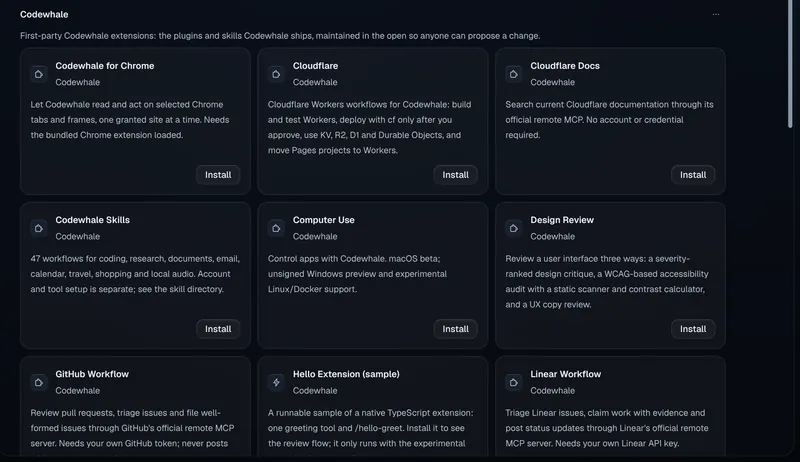 Codewhale
...
First-party Codewhale extensions: the plugins and skills Codewhale ships, maintained in the open so anyone can propose a change.
Codewhale for Chrome
Codewhale
Let Codewhale read and act on selected Chrome
tabs and frames, one granted site at a time. Needs
the bundled Chrome extension loaded.
Install
Cloudflare
Codewhale
Cloudflare Workers workflows for Codewhale: build
and test Workers, deploy with cf only after you
approve, use KV, R2, D1 and Durable Objects, and
move Pages projects to Workers.
Install
Cloudflare Docs
Codewhale
Search current Cloudflare documentation through its
official remote MCP. No account or credential
required.
Install
Codewhale Skills
Codewhale
47 workflows for coding, research, documents, email,
calendar, travel, shopping and local audio. Account
and tool setup is separate; see the skill directory.
Install
Computer Use
Codewhale
Control apps with Codewhale. macOS beta;
unsigned Windows preview and experimental
Linux/Docker support.
Install
Design Review
Codewhale
Review a user interface three ways: a severity-
ranked design critique, a WCAG-based accessibility
audit with a static scanner and contrast calculator,
and a UX copy review.
Install
GitHub Workflow
Codewhale
Review pull requests, triage issues and file well-
formed issues through GitHub's official remote MCP
server. Needs your own GitHub token; never posts
Hello Extension (sample)
Codewhale
A runnable sample of a native TypeScript extension:
one greeting tool and /hello-greet. Install it to
see the review flow; it only runs with the experimental
Linear Workflow
Codewhale
Triage Linear issues, claim work with evidence and
post status updates through Linear's official remote
MCP server. Needs your own Linear API key.